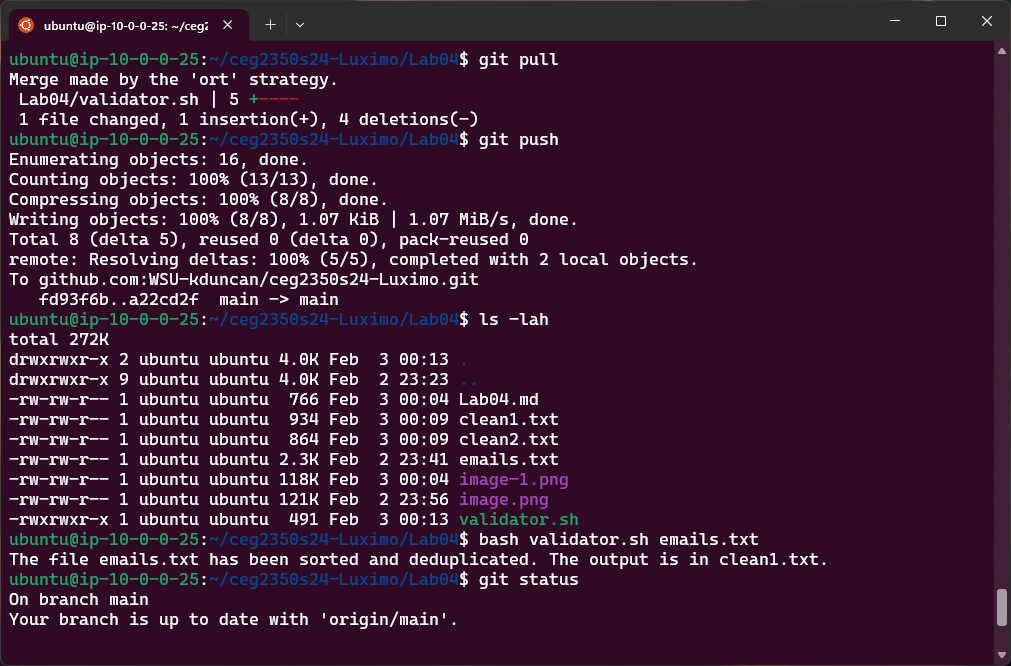 ubuntu@ip-10-0-0-25: ~/ceg2
ubuntu@ip-10-0-0-25:~/ceg2350s24-Luximo/Lab04$ git pull
Merge made by the 'ort' strategy.
 Lab04/validator.sh | 5 +----
 1 file changed, 1 insertion(+), 4 deletions(-)
ubuntu@ip-10-0-0-25:~/ceg2350s24-Luximo/Lab04$ git push
Enumerating objects: 16, done.
Counting objects: 100% (13/13), done.
Compressing objects: 100% (8/8), done.
Writing objects: 100% (8/8), 1.07 KiB | 1.07 MiB/s, done.
Total 8 (delta 5), reused 0 (delta 0), pack-reused 0
remote: Resolving deltas: 100% (5/5), completed with 2 local objects.
To github.com:WSU-kduncan/ceg2350s24-Luximo.git
   fd93f6b..a22cd2f  main -> main
ubuntu@ip-10-0-0-25:~/ceg2350s24-Luximo/Lab04$ ls -lah
total 272K
drwxrwxr-x 2 ubuntu ubuntu 4.0K Feb  3 00:13 .
drwxrwxr-x 9 ubuntu ubuntu 4.0K Feb  2 23:23 ..
-rw-rw-r-- 1 ubuntu ubuntu  766 Feb  3 00:04 Lab04.md
-rw-rw-r-- 1 ubuntu ubuntu  934 Feb  3 00:09 clean1.txt
-rw-rw-r-- 1 ubuntu ubuntu  864 Feb  3 00:09 clean2.txt
-rw-rw-r-- 1 ubuntu ubuntu 2.3K Feb  2 23:41 emails.txt
-rw-rw-r-- 1 ubuntu ubuntu 118K Feb  3 00:04 image-1.png
-rw-rw-r-- 1 ubuntu ubuntu 121K Feb  2 23:56 image.png
-rwxrwxr-x 1 ubuntu ubuntu  491 Feb  3 00:13 validator.sh
ubuntu@ip-10-0-0-25:~/ceg2350s24-Luximo/Lab04$ bash validator.sh emails.txt
The file emails.txt has been sorted and deduplicated. The output is in clean1.txt.
ubuntu@ip-10-0-0-25:~/ceg2350s24-Luximo/Lab04$ git status
On branch main
Your branch is up to date with 'origin/main'.